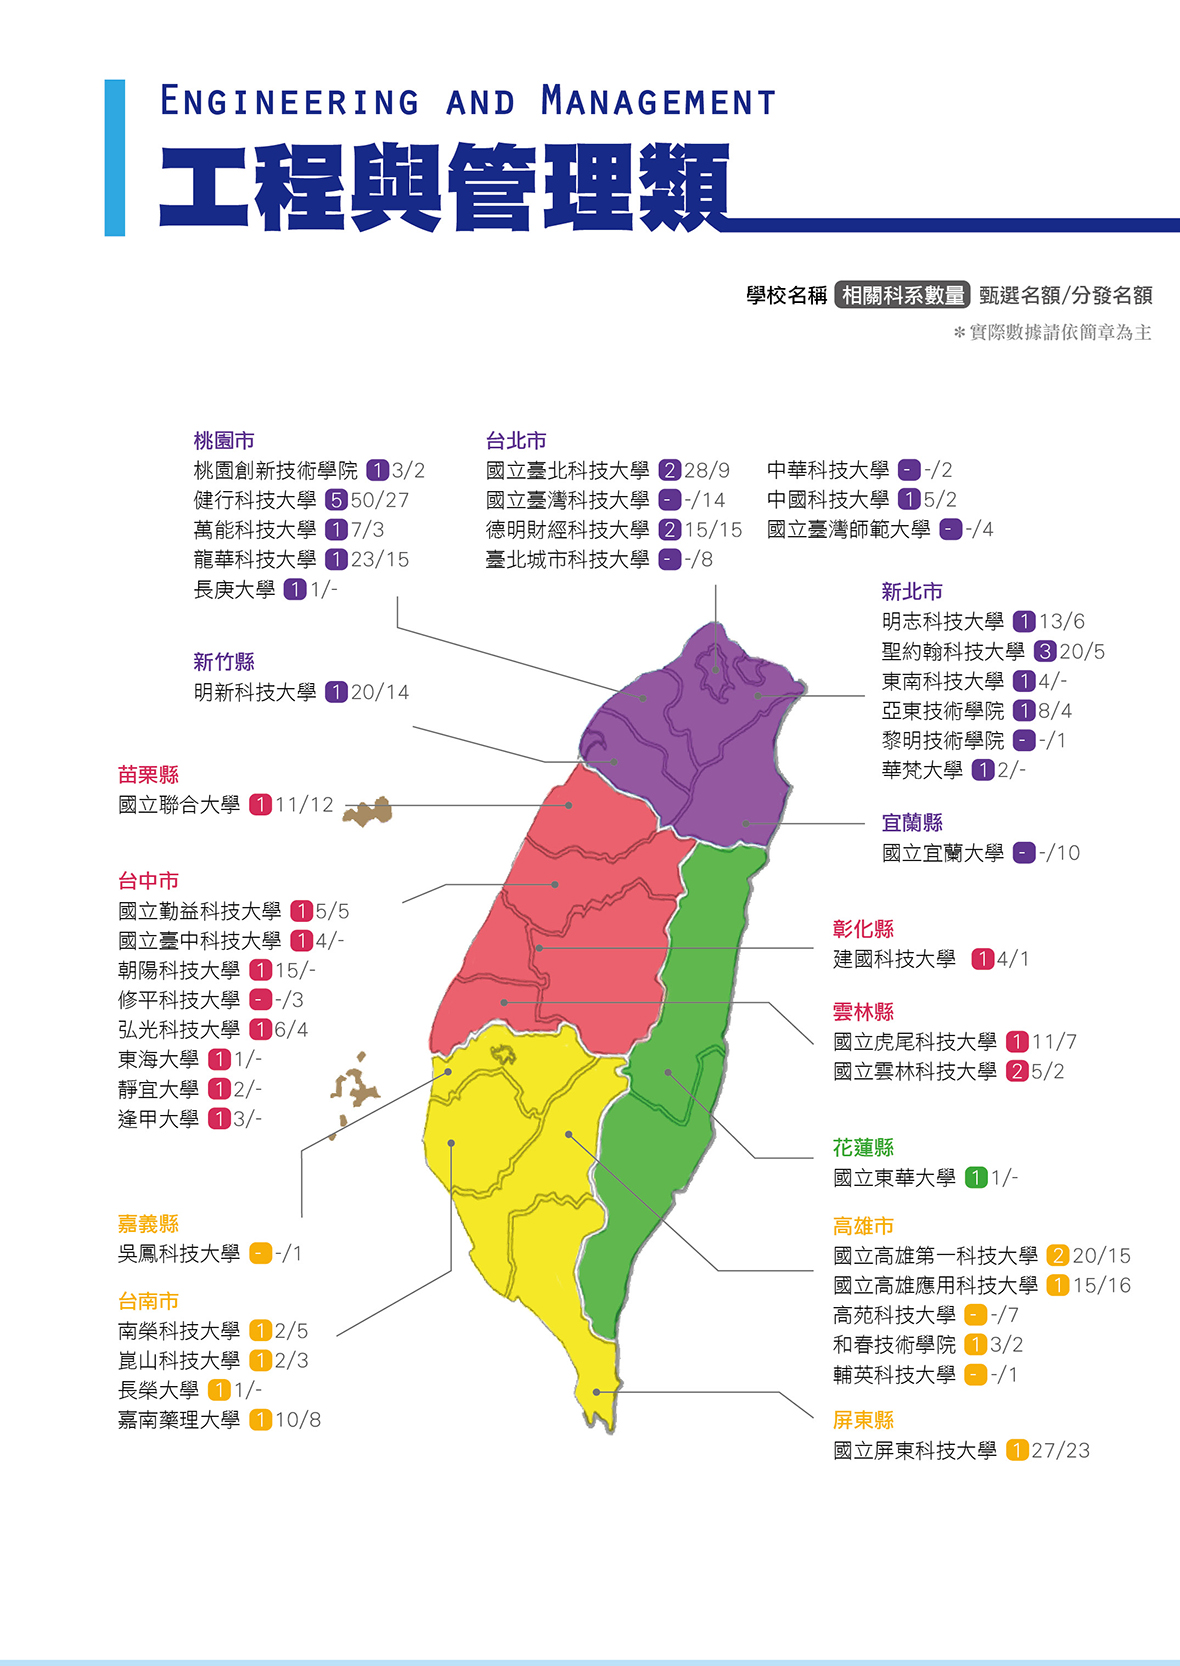 ENGINEERING AND MANAGEMENT
工程與管理類
學校名稱 相關科系數量 甄選名額/分發名額
＊實際數據請依簡章為主
桃園市
桃園創新技術學院 1 3/2
健行科技大學 5 50/27
萬能科技大學 1 7/3
龍華科技大學 1 23/15
長庚大學 1 1/-
台北市
國立臺北科技大學 2 28/9
國立臺灣科技大學 - -/14
德明財經科技大學 2 15/15
臺北城市科技大學 - -/8
中華科技大學 - -/2
中國科技大學 1 5/2
國立臺灣師範大學 - -/4
新北市
明志科技大學 1 13/6
聖約翰科技大學 3 20/5
東南科技大學 1 4/-
亞東技術學院 1 8/4
黎明技術學院 - -/1
華梵大學 1 2/-
新竹縣
明新科技大學 1 20/14
苗栗縣
國立聯合大學 1 11/12
宜蘭縣
國立宜蘭大學 - -/10
台中市
國立勤益科技大學 1 5/5
國立臺中科技大學 1 4/-
朝陽科技大學 1 15/-
修平科技大學 - -/3
弘光科技大學 1 6/4
東海大學 1 1/-
靜宜大學 1 2/-
逢甲大學 1 3/-
彰化縣
建國科技大學 1 4/1
雲林縣
國立虎尾科技大學 1 11/7
國立雲林科技大學 2 5/2
花蓮縣
國立東華大學 1 1/-
嘉義縣
吳鳳科技大學 - -/1
台南市
南榮科技大學 1 2/5
崑山科技大學 1 2/3
長榮大學 1 1/-
嘉南藥理大學 1 10/8
高雄市
國立高雄第一科技大學 2 20/15
國立高雄應用科技大學 1 15/16
高苑科技大學 - -/7
和春技術學院 1 3/2
輔英科技大學 - -/1
屏東縣
國立屏東科技大學 1 27/23